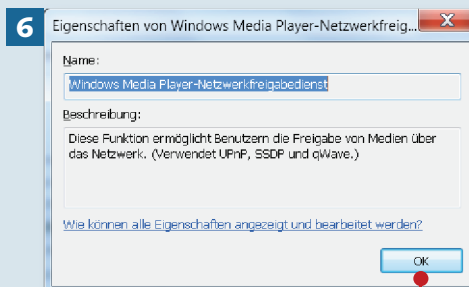 6
Eigenschaften von Windows Media Player-Netzwerkfreig...
Name:
Windows Media Player-Netzwerkfreigabedienst
Beschreibung:
Diese Funktion ermöglicht Benutzern die Freigabe von Medien über
das Netzwerk. (Verwendet UPnP, SSDP und qWave.)
Wie können alle Eigenschaften angezeigt und bearbeitet werden?
OK